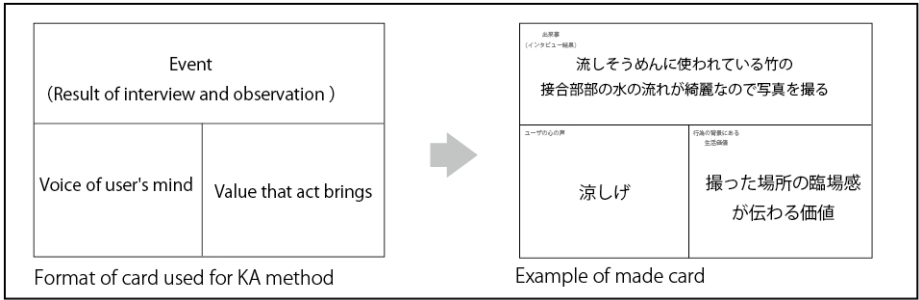 Event
(Result of interview and observation )
Voice of user's mind
Value that act brings
Format of card used for KA method
出来事
(インタビュー結果)
流しそうめんに使われている竹の
接合部部の水の流れが綺麗なので写真を撮る
ユーザの心の声
涼しげ
行為の背景にある
生活価値
撮った場所の臨場感
が伝わる価値
Example of made card